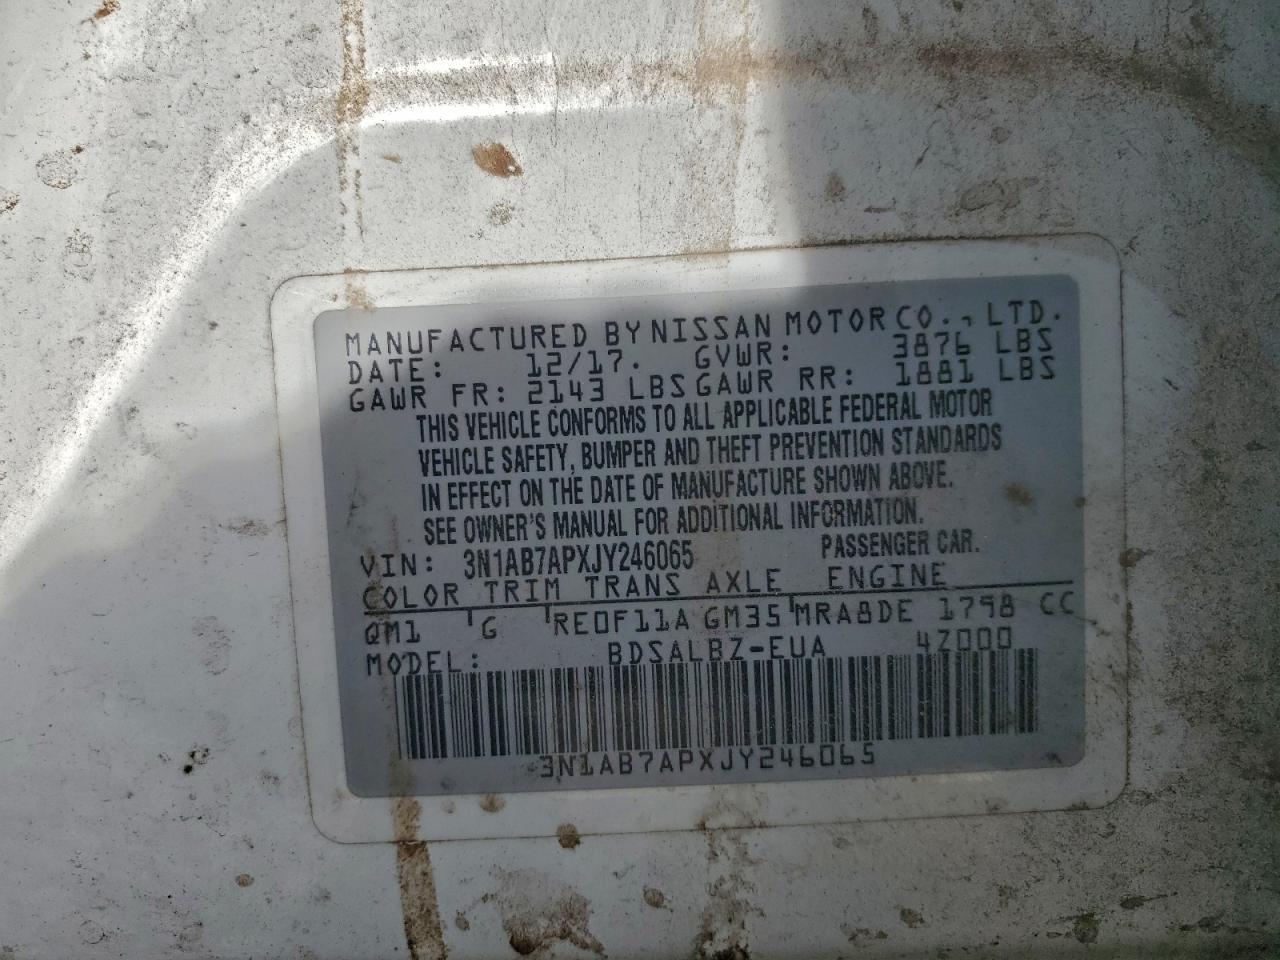 MANUFACTURED BY NISSAN MOTOR CO., LTD.
DATE: 12/17. GVWR: 3876 LBS
GAWR FR: 2143 LBS GAWR RR: 1881 LBS
THIS VEHICLE CONFORMS TO ALL APPLICABLE FEDERAL MOTOR
VEHICLE SAFETY, BUMPER AND THEFT PREVENTION STANDARDS
IN EFFECT ON THE DATE OF MANUFACTURE SHOWN ABOVE.
SEE OWNER'S MANUAL FOR ADDITIONAL INFORMATION.
VIN: 3N1AB7APXJY246065 PASSENGER CAR.
COLOR TRIM TRANS AXLE ENGINE
QM1 G RE0F11A GM35 MRA8DE 1798 CC
MODEL: BDSALBZ-EUA 4Z000
3N1AB7APXJY246065